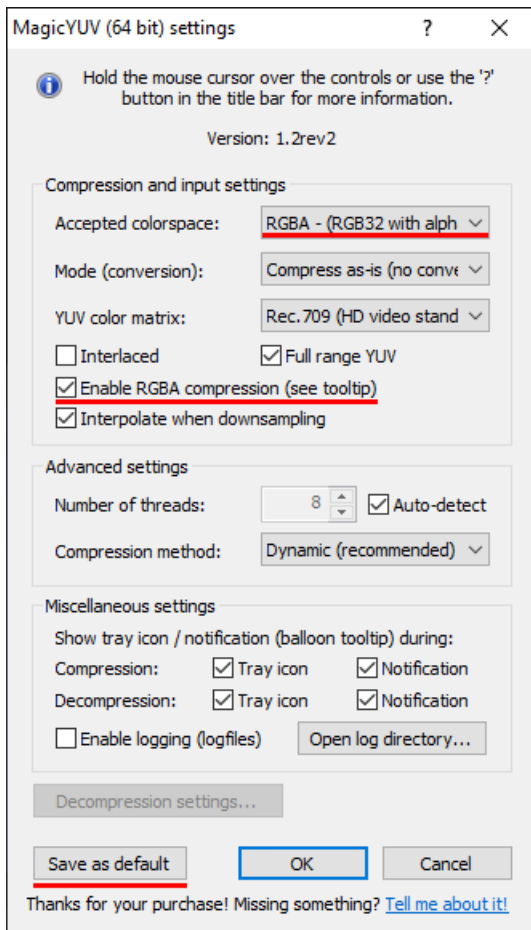 MagicYUV (64 bit) settings ?
Hold the mouse cursor over the controls or use the '?'
button in the title bar for more information.
Version: 1.2rev2
Compression and input settings
Accepted colorspace: RGBA - (RGB32 with alph
Mode (conversion): Compress as-is (no conve
YUV color matrix: Rec.709 (HD video stand
Interlaced Full range YUV
Enable RGBA compression (see tooltip)
Interpolate when downsampling
Advanced settings
Number of threads: 8 Auto-detect
Compression method: Dynamic (recommended)
Miscellaneous settings
Show tray icon / notification (balloon tooltip) during:
Compression: Tray icon Notification
Decompression: Tray icon Notification
Enable logging (logfiles) Open log directory...
Decompression settings...
Save as default OK Cancel
Thanks for your purchase! Missing something? Tell me about it!